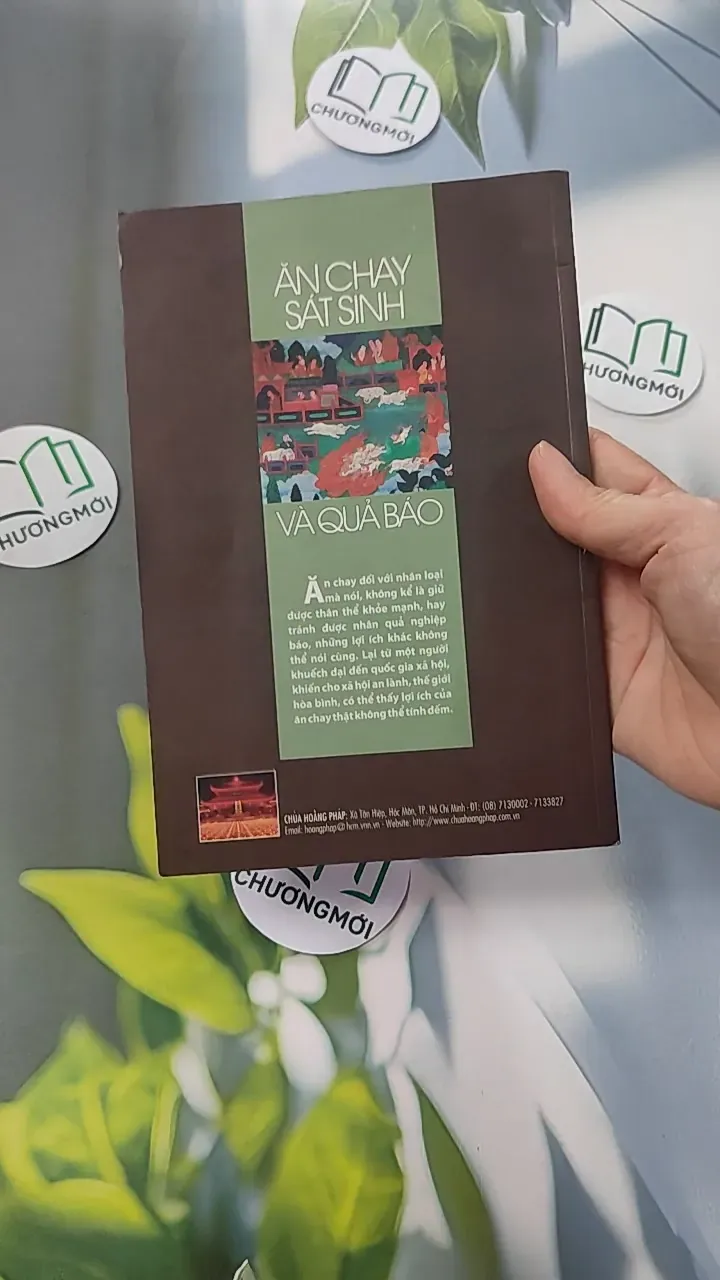 CHƯƠNGMỚI
ĂN CHAY
SÁT SINH
HƯƠNGMỚI
HƯƠNGMỚI
VÀ QUẢ BÁO
Ăn chay đối với nhân loại
mà nói, không kể là giữ
được thân thể khỏe mạnh, hay
tránh được nhân quả nghiệp
báo, những lợi ích khác không
thể nói cùng. Lại từ một người
khuếch đại đến quốc gia xã hội,
khiến cho xã hội an lành, thế giới
hòa bình, có thể thấy lợi ích của
ăn chay thật không thể tính đếm.
CHÙA HOẰNG PHÁP: Xã Tân Hiệp, Hóc Môn, TP. Hồ Chí Minh - ĐT: (08) 7130002 - 7133827
Email: hoangphap@hcm.vnn.vn - Website: http://www.chuahoangphap.com.vn
CHƯƠNGMỚI